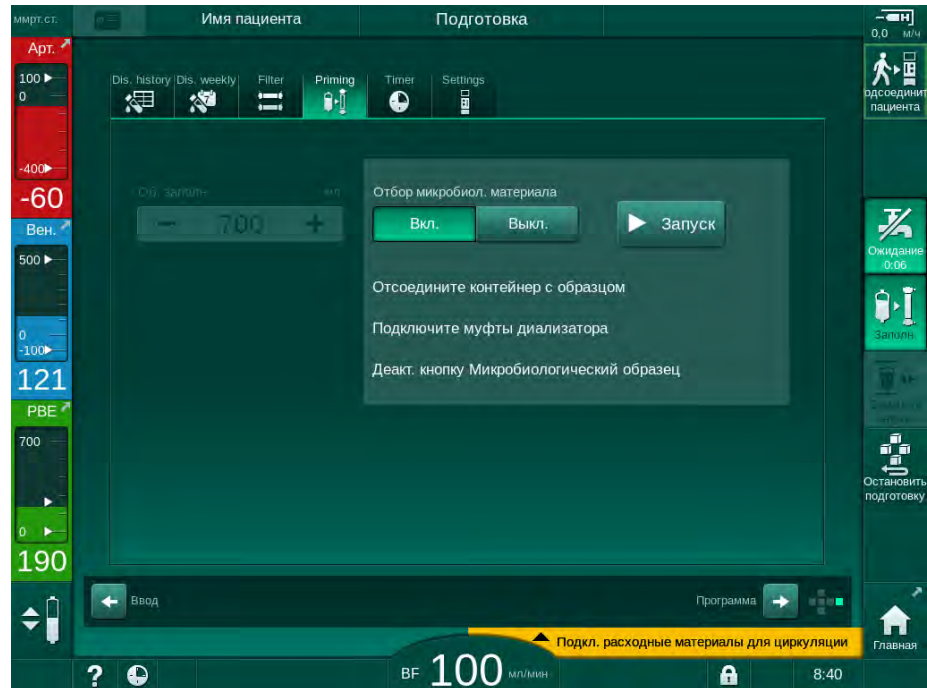 ммрт.ст.
Имя пациента
Подготовка
0,0 м/ч
Арт.
100
0
-400
-60
Вен.
500
0
-100
121
PBE
700
0
190
Dis. history
Dis. weekly
Filter
Priming
Timer
Settings
Об. заполн. мл
− 700 +
Отбор микробиол. материала
Вкл.
Выкл.
Запуск
Отсоедините контейнер с образцом
Подключите муфты диализатора
Деакт. кнопку Микробиологический образец
одсоединит
пациента
Ожидание
0:06
Заполн.
Остановить
подготовку
Главная
Ввод
Программа
Подкл. расходные материалы для циркуляции
?
BF 100 мл/мин
8:40